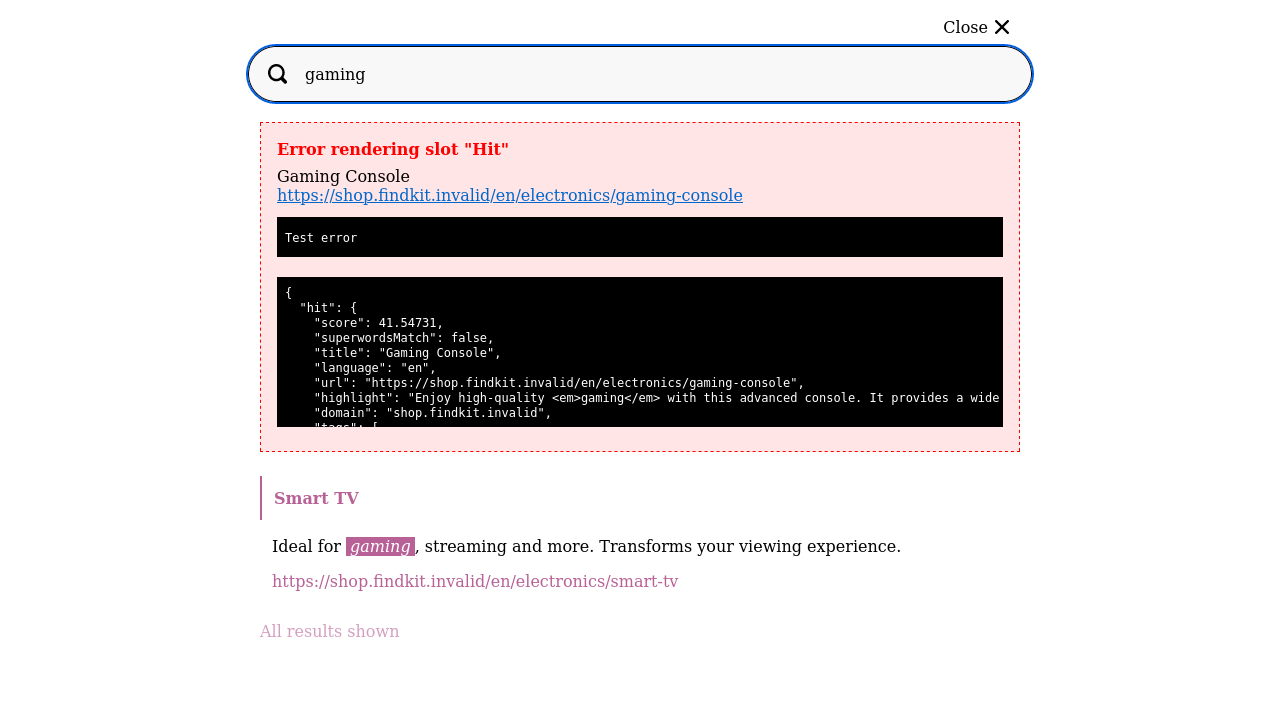 Close
gaming
Error rendering slot "Hit"
Gaming Console
https://shop.findkit.invalid/en/electronics/gaming-console
Test error
{
  "hit": {
    "score": 41.54731,
    "superwordsMatch": false,
    "title": "Gaming Console",
    "language": "en",
    "url": "https://shop.findkit.invalid/en/electronics/gaming-console",
    "highlight": "Enjoy high-quality <em>gaming</em> with this advanced console. It provides a wide
    "domain": "shop.findkit.invalid",
    "tags": [
Smart TV
Ideal for gaming, streaming and more. Transforms your viewing experience.
https://shop.findkit.invalid/en/electronics/smart-tv
All results shown